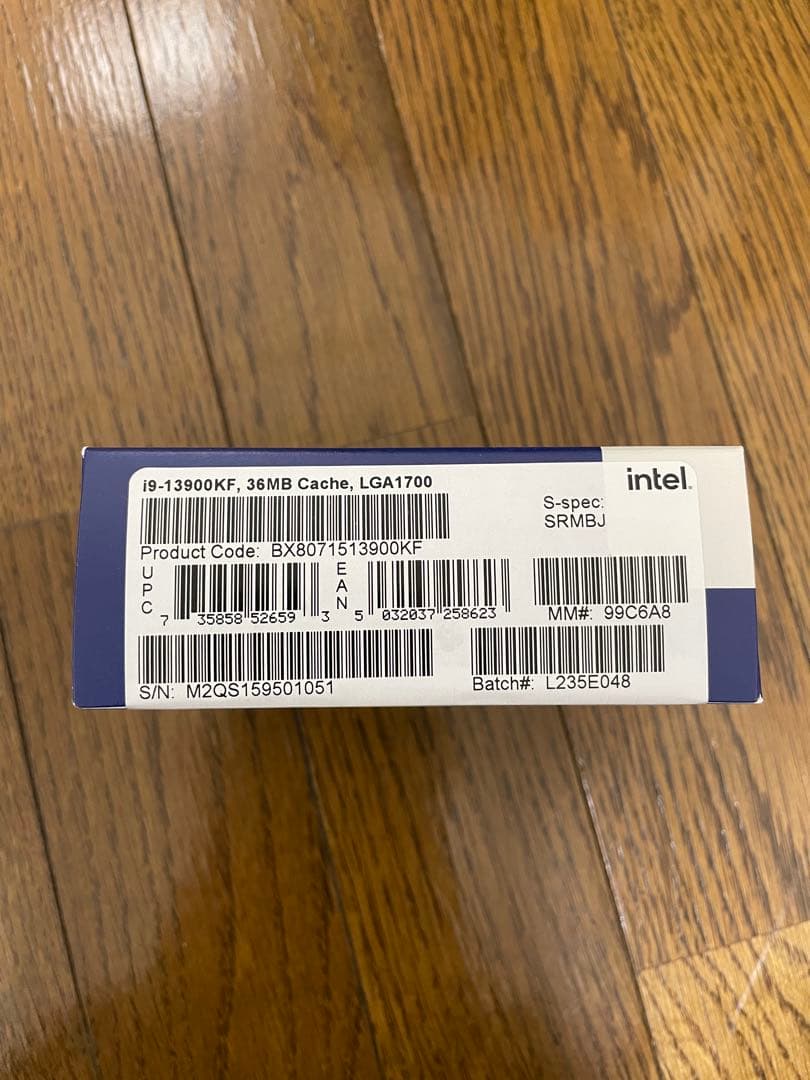 i9-13900KF, 36MB Cache, LGA1700
intel.
S-spec:
SRMBJ
Product Code: BX8071513900KF
UPC
7 35858 52659 3
EAN
5 032037 258623
MM#: 99C6A8
S/N: M2QS159501051
Batch#: L235E048